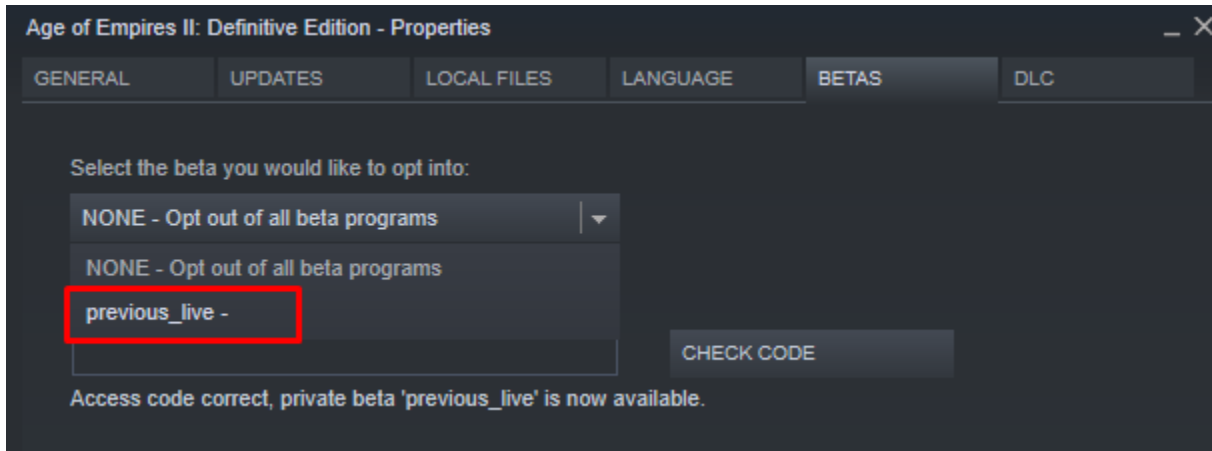 Age of Empires II: Definitive Edition - Properties
GENERAL UPDATES LOCAL FILES LANGUAGE BETAS DLC
Select the beta you would like to opt into:
NONE - Opt out of all beta programs
NONE - Opt out of all beta programs
previous_live -
CHECK CODE
Access code correct, private beta 'previous_live' is now available.